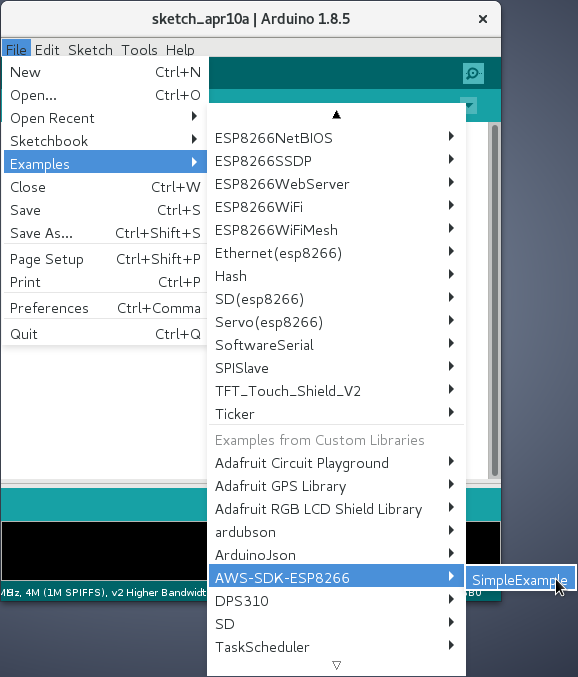 sketch_apr10a | Arduino 1.8.5
File Edit Sketch Tools Help
New Ctrl+N
Open... Ctrl+O
Open Recent
Sketchbook
Examples
Close Ctrl+W
Save Ctrl+S
Save As... Ctrl+Shift+S
Page Setup Ctrl+Shift+P
Print Ctrl+P
Preferences Ctrl+Comma
Quit Ctrl+Q
ESP8266NetBIOS
ESP8266SSDP
ESP8266WebServer
ESP8266WiFi
ESP8266WiFiMesh
Ethernet(esp8266)
Hash
SD(esp8266)
Servo(esp8266)
SoftwareSerial
SPISlave
TFT_Touch_Shield_V2
Ticker
Examples from Custom Libraries
Adafruit Circuit Playground
Adafruit GPS Library
Adafruit RGB LCD Shield Library
ardubson
ArduinoJson
AWS-SDK-ESP8266
DPS310
SD
TaskScheduler
SimpleExample
Hz, 4M (1M SPIFFS), v2 Higher Bandwidt